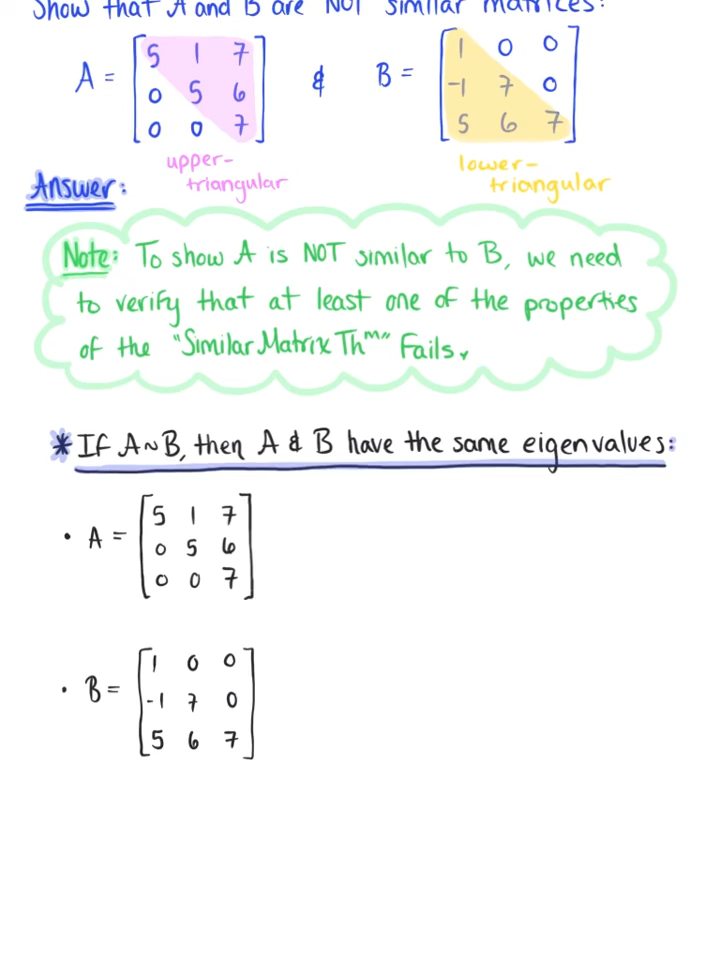 Show that A and B are NOT similar matrices:
A = [5 1 7 & B = [1 0 0
0 5 6 -1 7 0
0 0 7] 5 6 7]
upper-triangular lower-triangular
Answer:
Note: To show A is NOT similar to B, we need
to verify that at least one of the properties
of the "Similar Matrix Thᵐ" Fails.
*If A~B, then A & B have the same eigenvalues:
• A = [5 1 7
0 5 6
0 0 7]
• B = [1 0 0
-1 7 0
5 6 7]